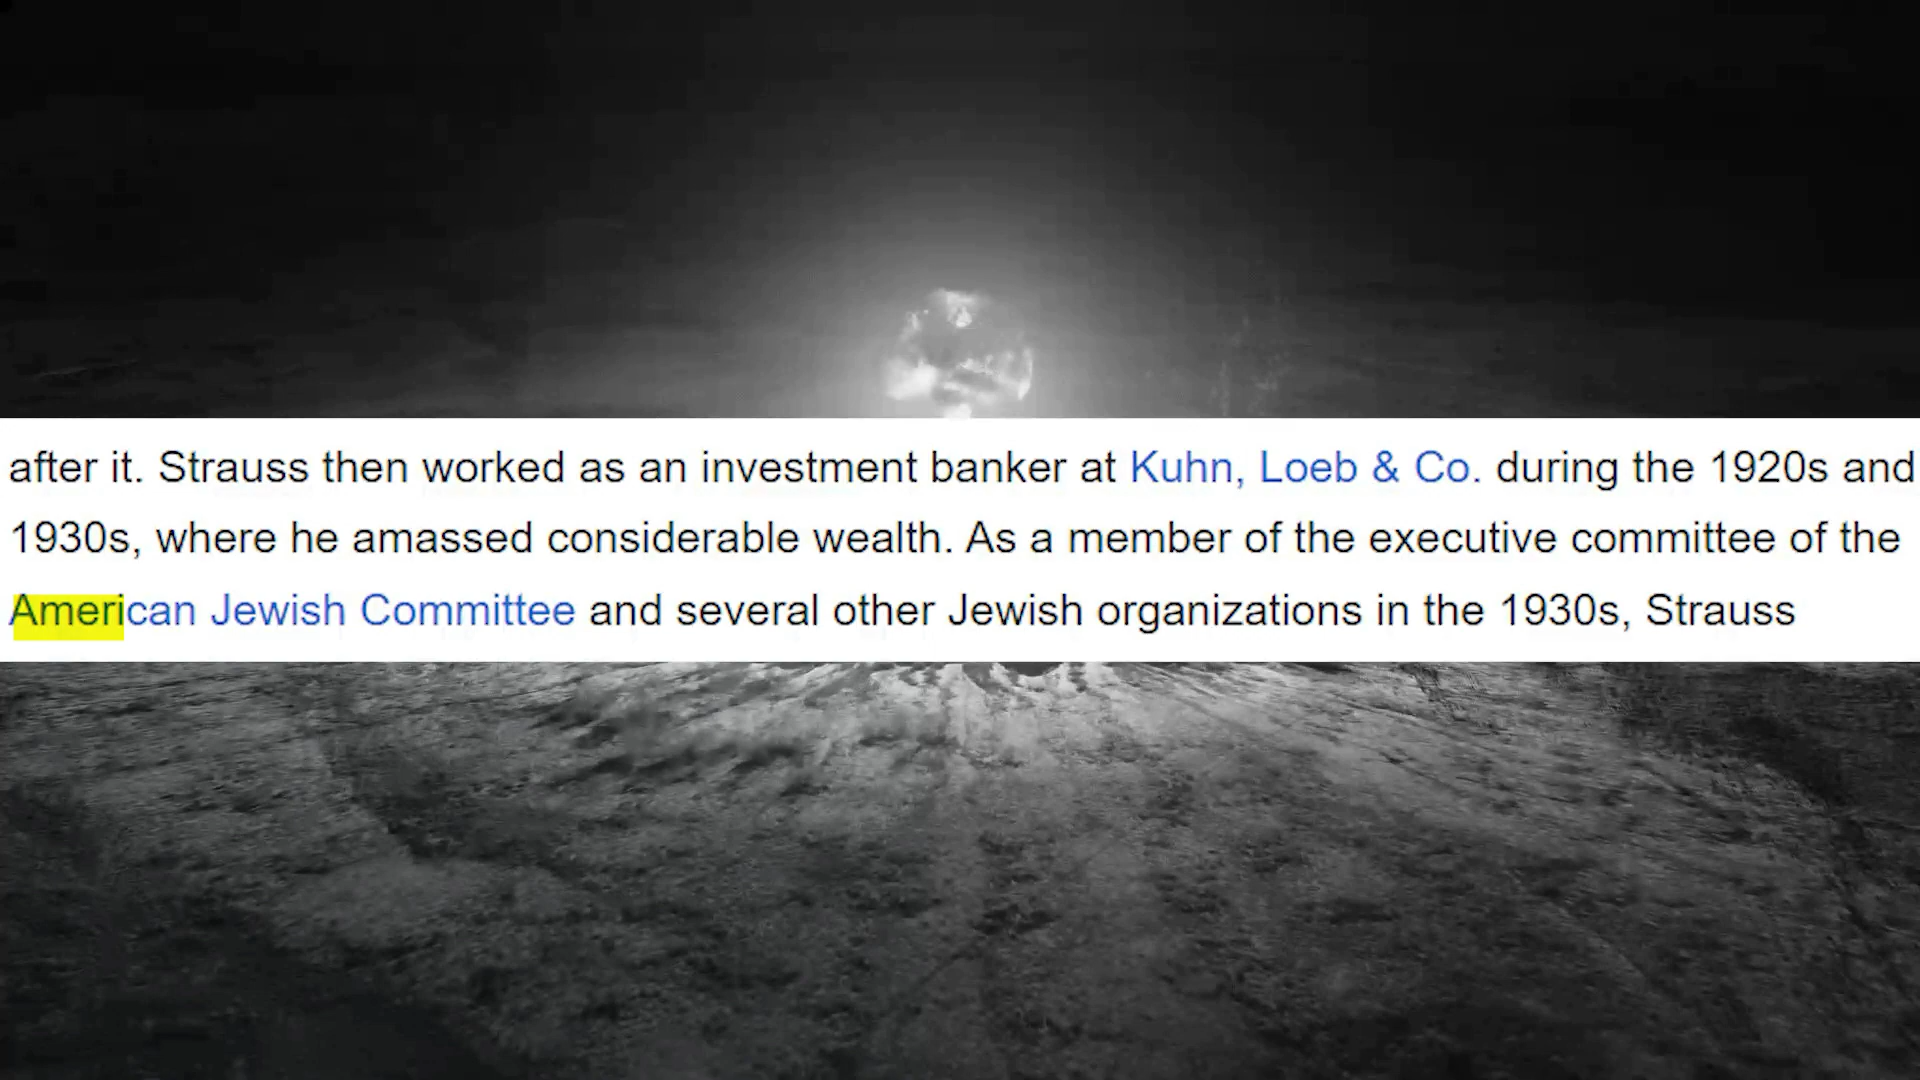 after it. Strauss then worked as an investment banker at Kuhn, Loeb & Co. during the 1920s and
1930s, where he amassed considerable wealth. As a member of the executive committee of the
American Jewish Committee and several other Jewish organizations in the 1930s, Strauss